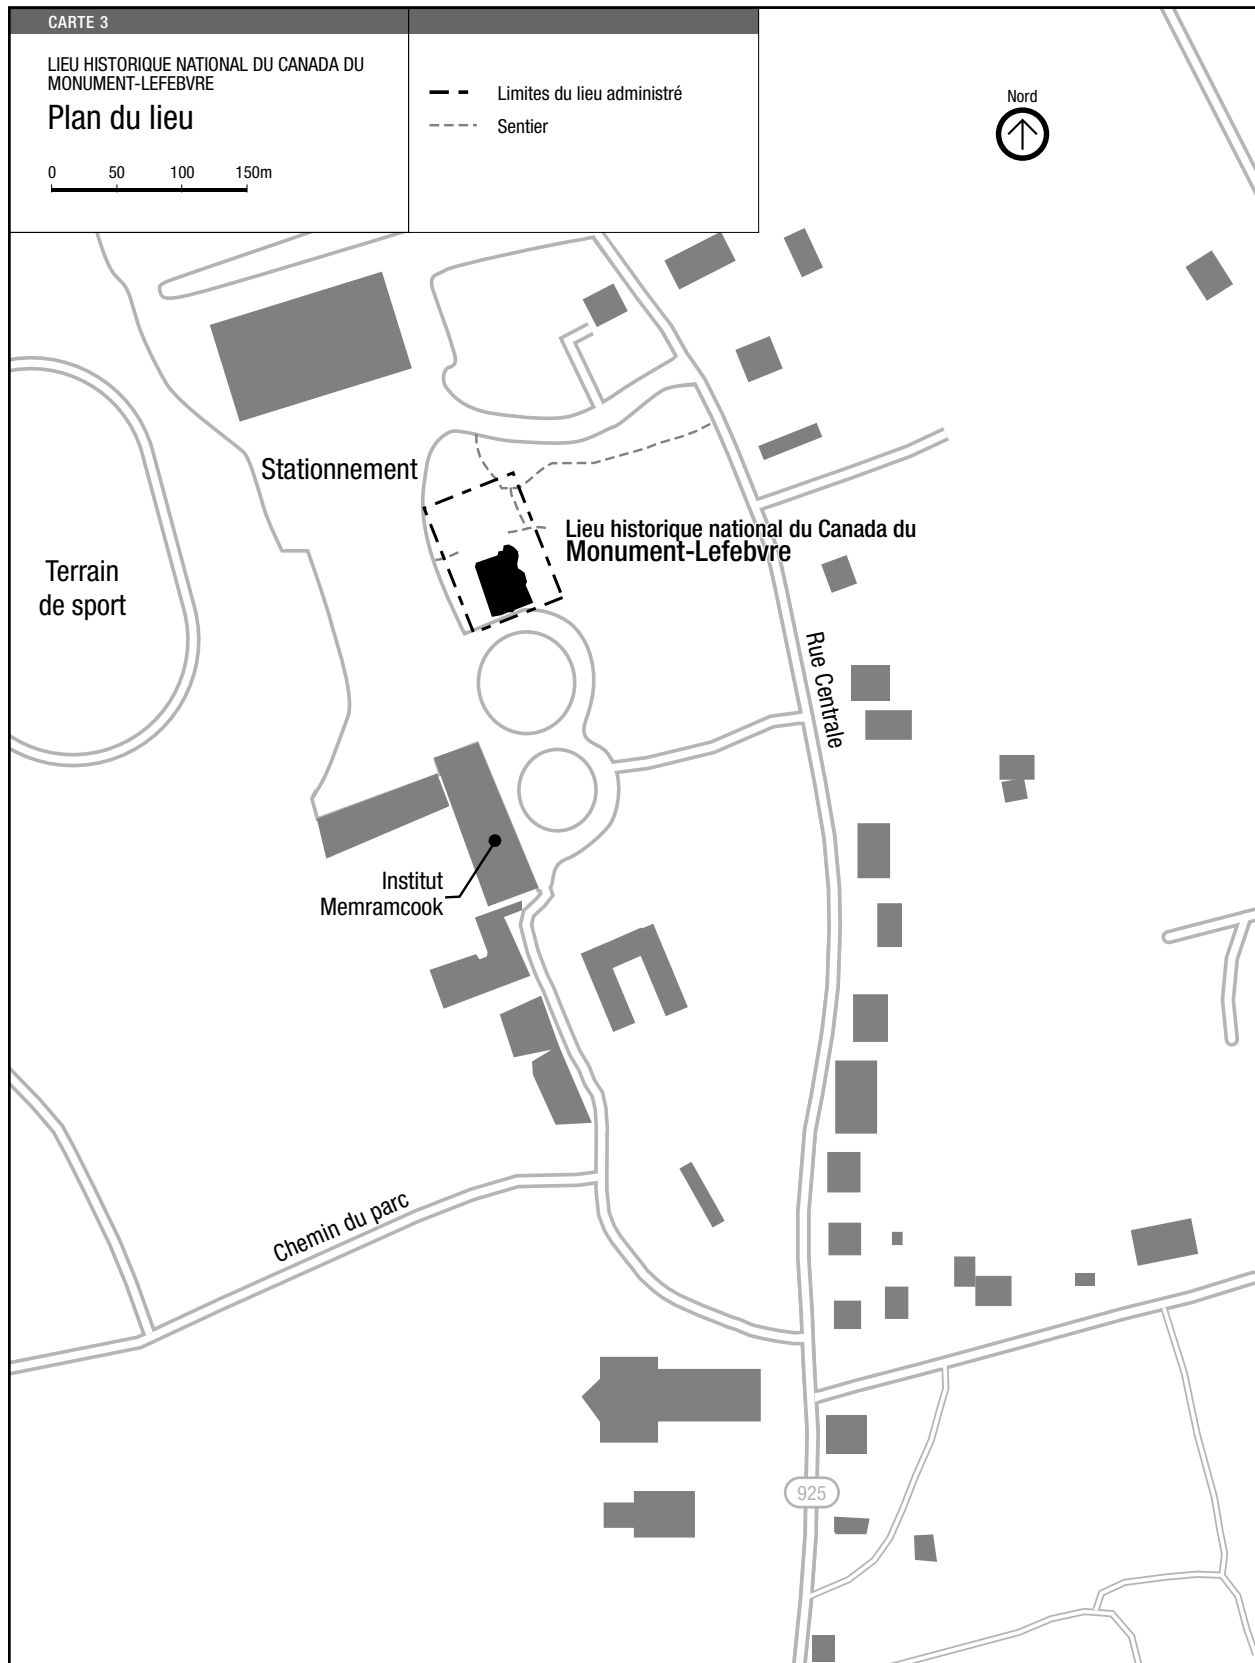 CARTE 3
LIEU HISTORIQUE NATIONAL DU CANADA DU
MONUMENT-LEFEBVRE
Plan du lieu
0 50 100 150m
Limites du lieu administré
Sentier
Nord
Stationnement
Lieu historique national du Canada du
Monument-Lefebvre
Terrain
de sport
Rue Centrale
Institut
Memramcook
Chemin du parc
925